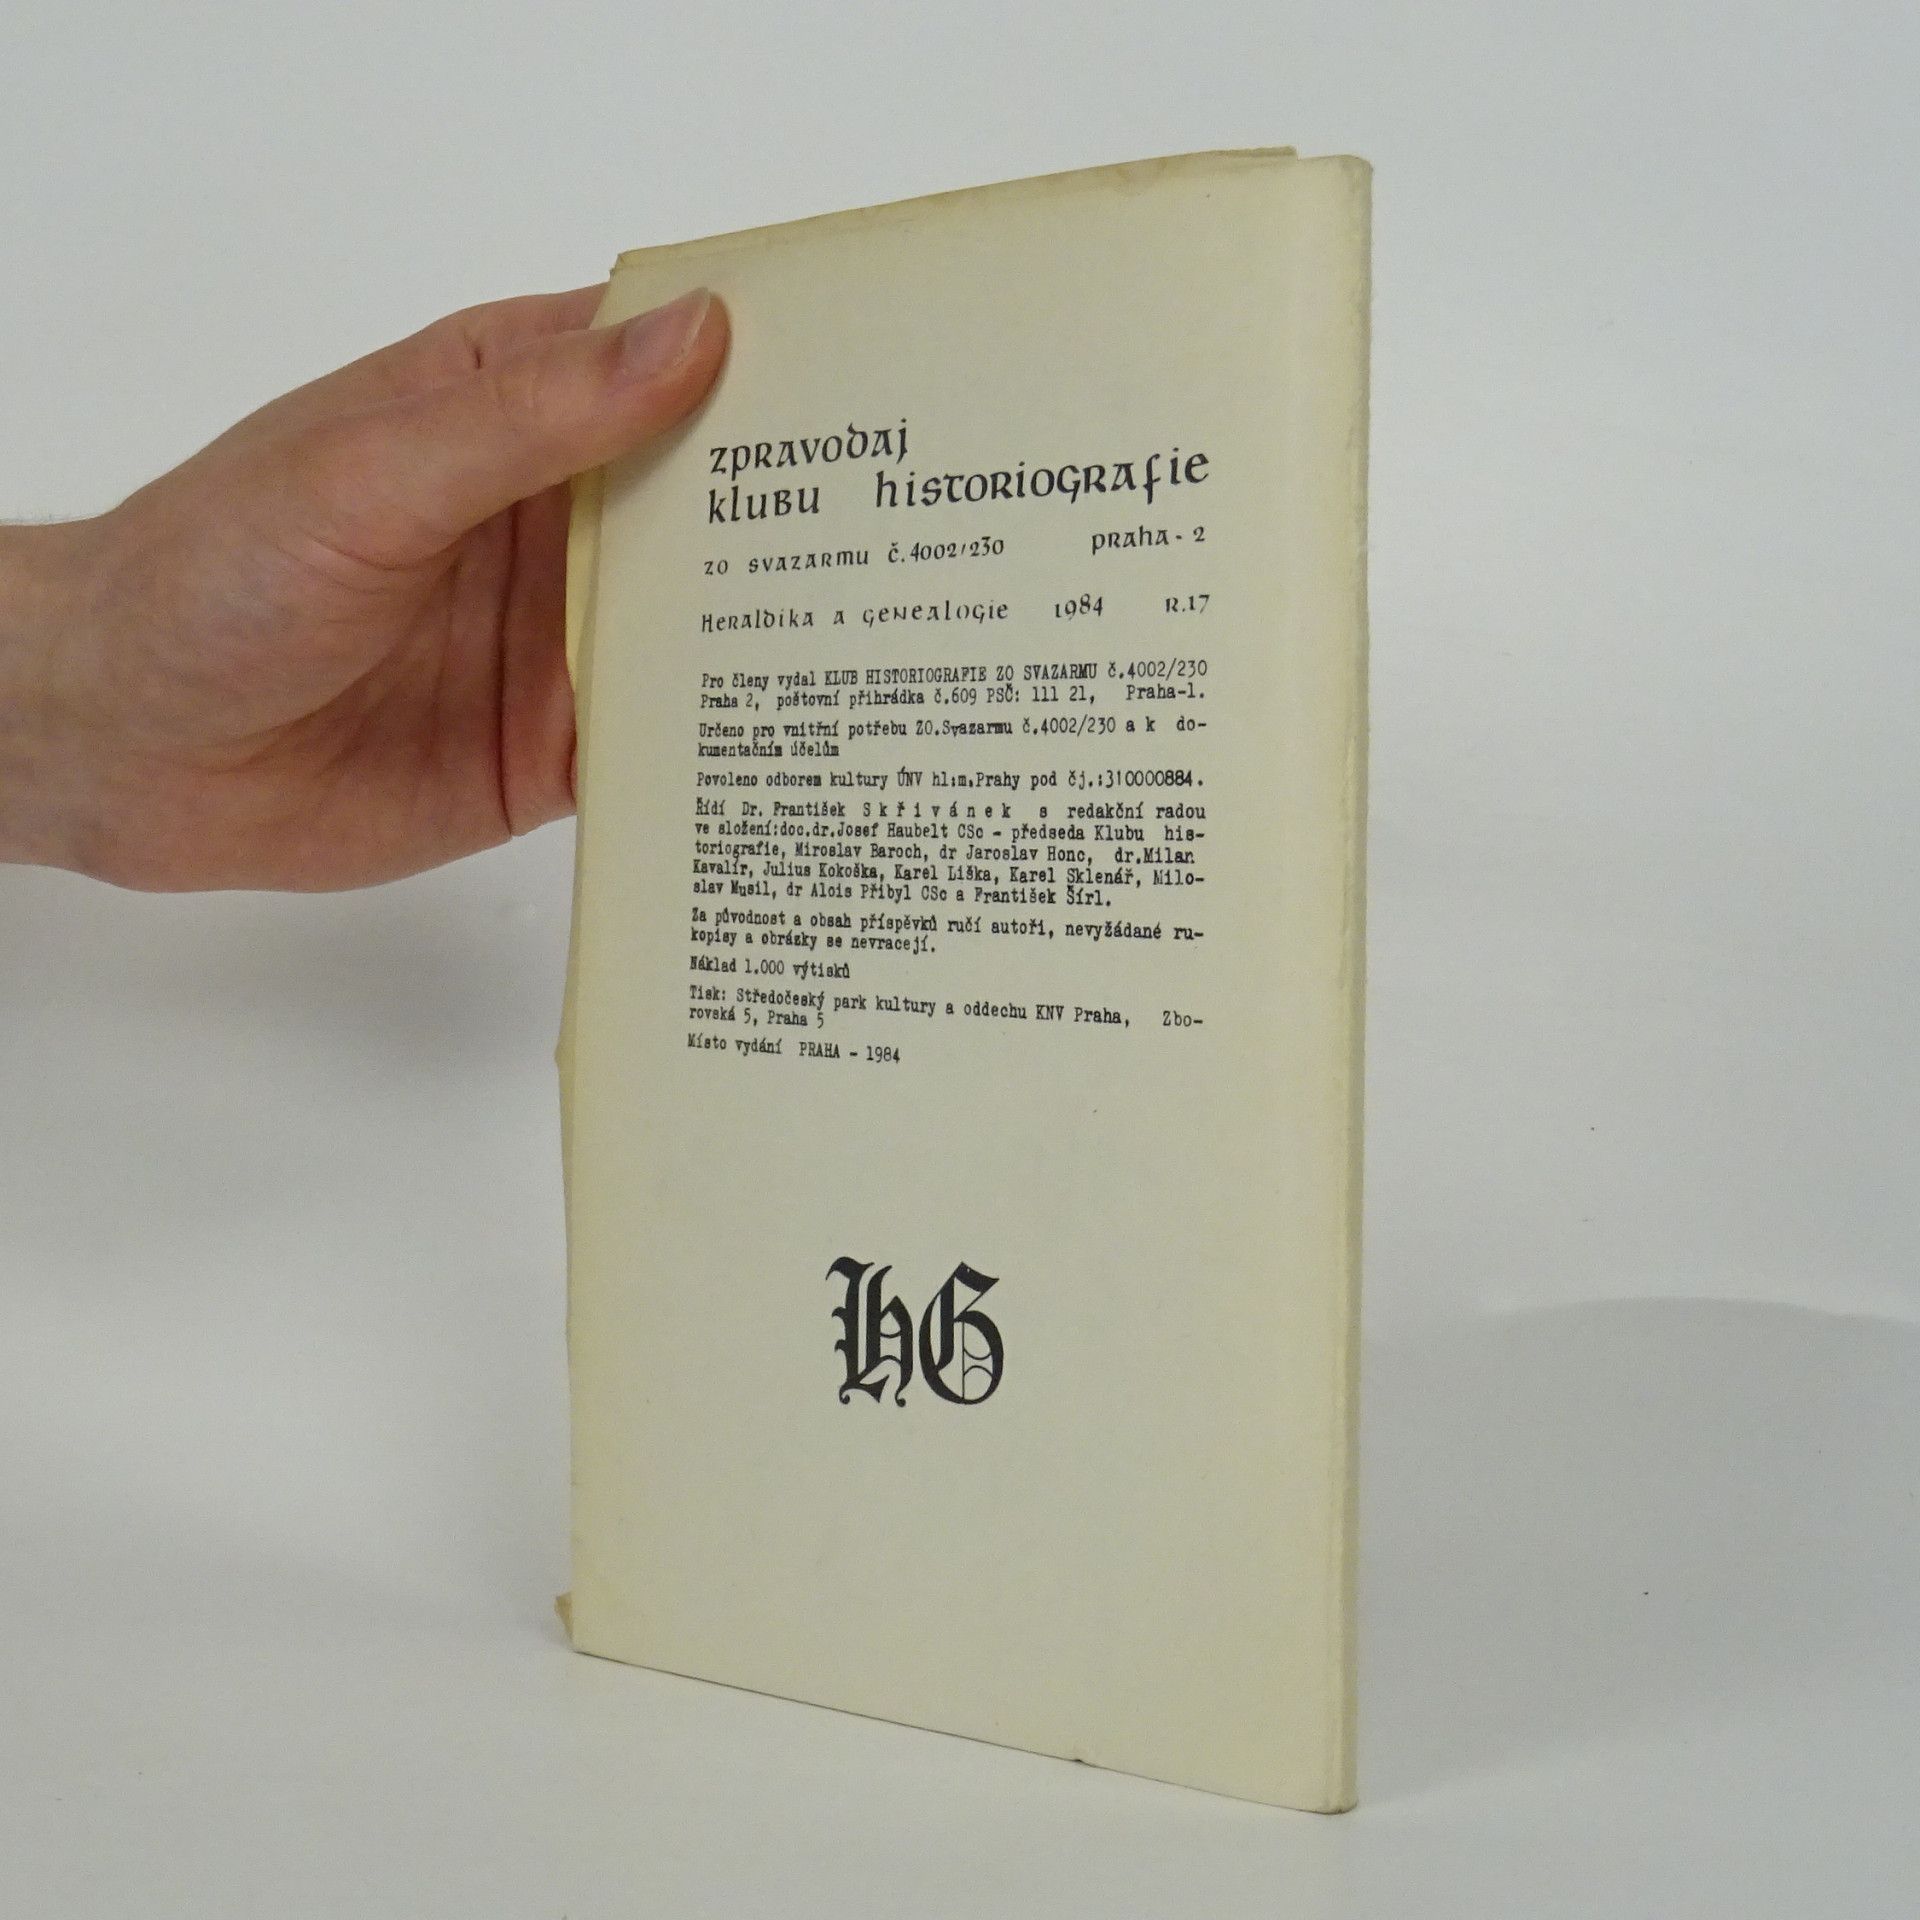 zpravodaj
klubu historiografie
zo svazarmu č.4002/230 praha-2
Heraldika a genealogie 1984 R.17
Pro členy vydal KLUB HISTORIOGRAFIE ZO SVAZARMU č.4002/230
Praha 2, poštovní přihrádka č.609 PSČ: 111 21, Praha-1.
Určeno pro vnitřní potřebu ZO.Svazarmu č.4002/230 a k do-
kumentačním účelům
Povoleno odborem kultury ÚNV hl:m.Prahy pod čj.:310000884.
Řídí Dr. František S k ř i v á n e k s redakční radou
ve složení:doc.dr.Josef Haubelt CSc - předseda Klubu his-
toriografie, Miroslav Baroch, dr Jaroslav Honc, dr.Milan
Kavalír, Julius Kokoška, Karel Liška, Karel Sklenář, Milo-
slav Musil, dr Alois Přibyl CSc a František Šírl.
Za původnost a obsah příspěvků ručí autoři, nevyžádané ru-
kopisy a obrázky se nevracejí.
Náklad 1.000 výtisků
Tisk: Středočeský park kultury a oddechu KNV Praha, Zbo-
rovská 5, Praha 5
Místo vydání PRAHA - 1984
hG